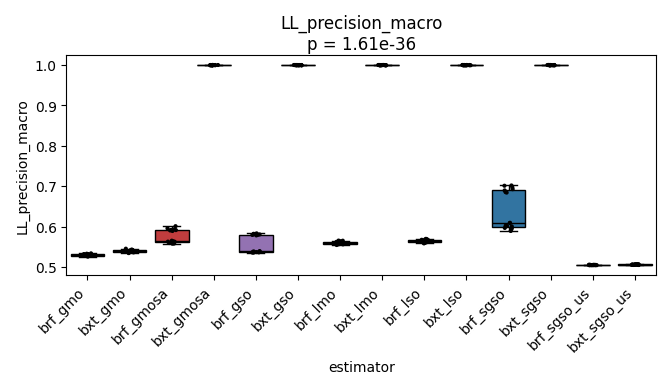 LL_precision_macro
p = 1.61e-36
LL_precision_macro
1.0
0.9
0.8
0.7
0.6
0.5
brf_gmo
bxt_gmo
brf_gmosa
bxt_gmosa
brf_gso
bxt_gso
brf_lmo
bxt_lmo
brf_lso
bxt_lso
brf_sgso
bxt_sgso
brf_sgso_us
bxt_sgso_us
estimator